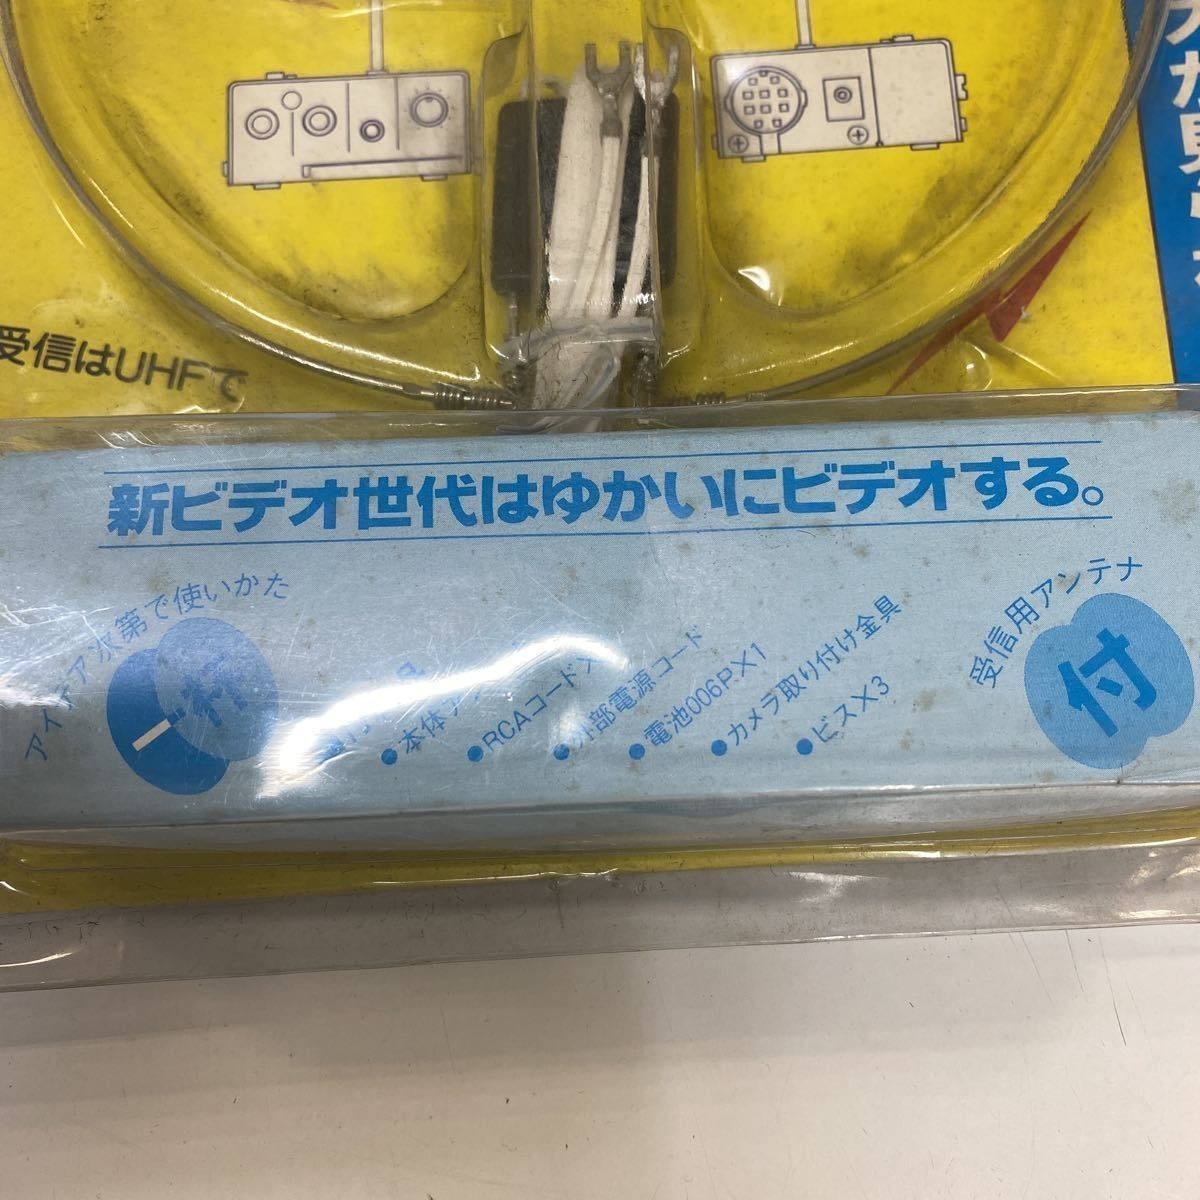 受信はUHFで
新ビデオ世代はゆかいにビデオする。
アイデア次第で使いかた
●本体
●RCAコード×
●外部電源コード
●電池006P×1
●カメラ取り付け金具
●ビス×3
受信用アンテナ
付